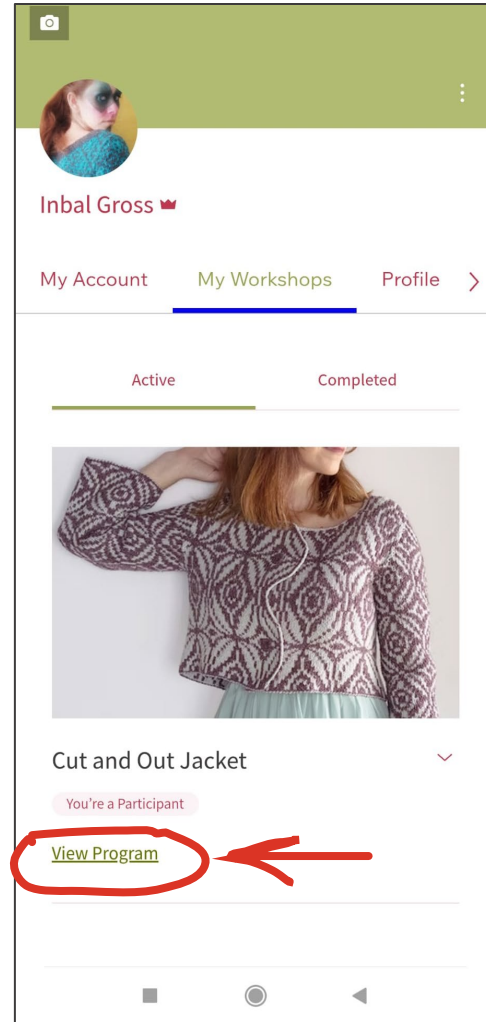 Inbal Gross
My Account My Workshops Profile
Active Completed
Cut and Out Jacket
You're a Participant
View Program